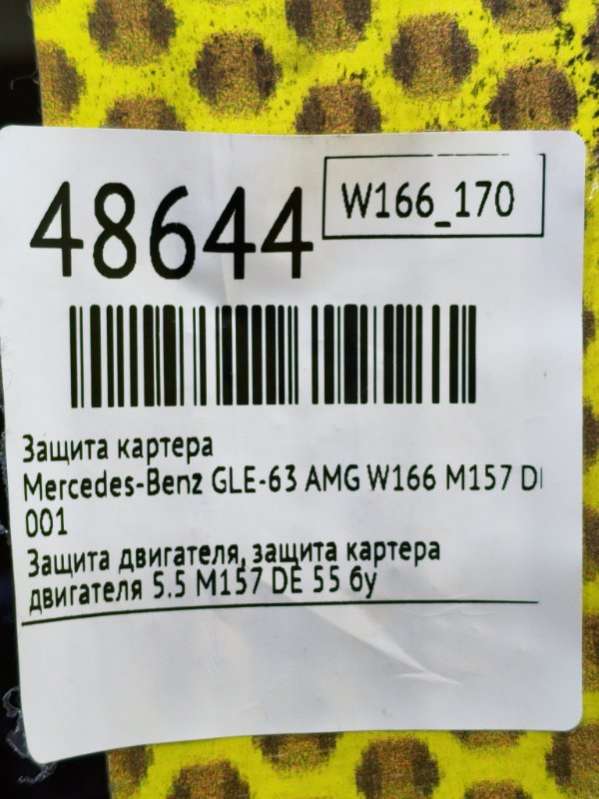 48644
W166_170
Защита картера
Mercedes-Benz GLE-63 AMG W166 M157
001
Защита двигателя, защита картера
двигателя 5.5 M157 DE 55 бу